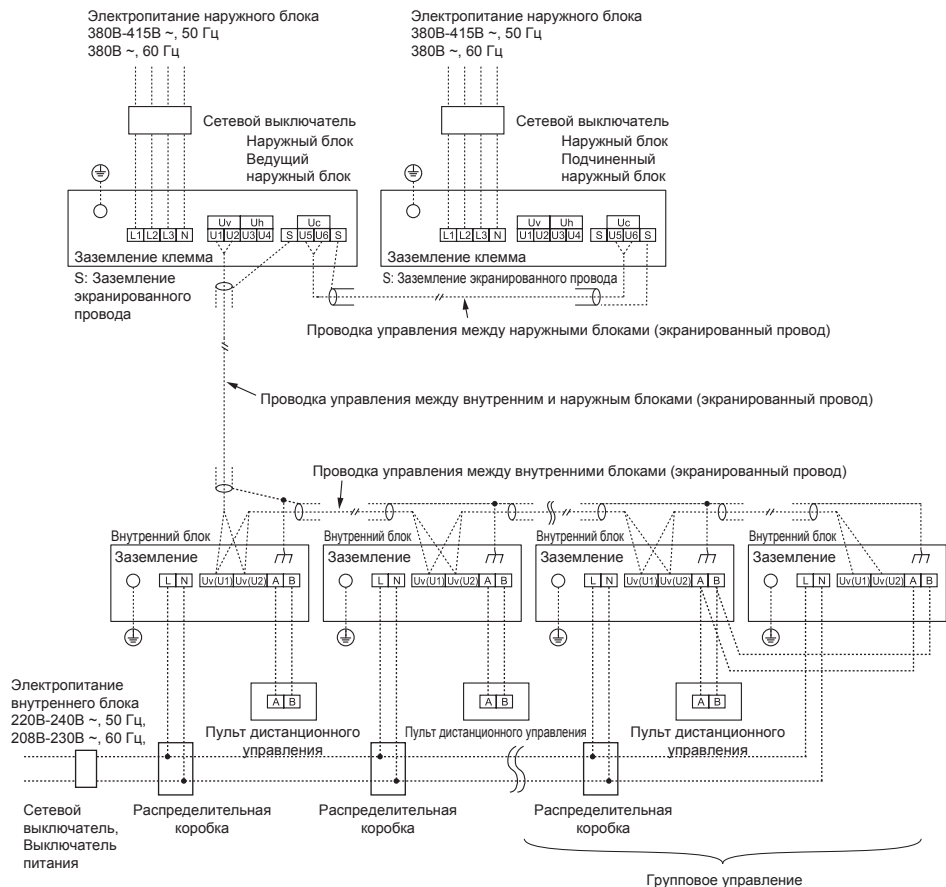 Электропитание наружного блока
380В-415В ~, 50 Гц
380В ~, 60 Гц
Электропитание наружного блока
380В-415В ~, 50 Гц
380В ~, 60 Гц
Сетевой выключатель
Наружный блок
Ведущий
наружный блок
Сетевой выключатель
Наружный блок
Подчиненный
наружный блок
Uv Uh Uc
L1 L2 L3 N U1 U2 U3 U4 S U5 U6 S
Заземление клемма
Uv Uh Uc
L1 L2 L3 N U1 U2 U3 U4 S U5 U6 S
Заземление клемма
S: Заземление
экранированного
провода
S: Заземление экранированного провода
Проводка управления между наружными блоками (экранированный провод)
Проводка управления между внутренним и наружным блоками (экранированный провод)
Проводка управления между внутренними блоками (экранированный провод)
Внутренний блок
Заземление
L N Uv(U1) Uv(U2) A B
Внутренний блок
Заземление
L N Uv(U1) Uv(U2) A B
Внутренний блок
Заземление
L N Uv(U1) Uv(U2) A B
Внутренний блок
Заземление
L N Uv(U1) Uv(U2) A B
Электропитание
внутреннего блока
220В-240В ~, 50 Гц,
208В-230В ~, 60 Гц,
A B
Пульт дистанционного
управления
A B
Пульт дистанционного управления
A B
Пульт дистанционного
управления
Сетевой
выключатель,
Выключатель
питания
Распределительная
коробка
Распределительная
коробка
Распределительная
коробка
Групповое управление